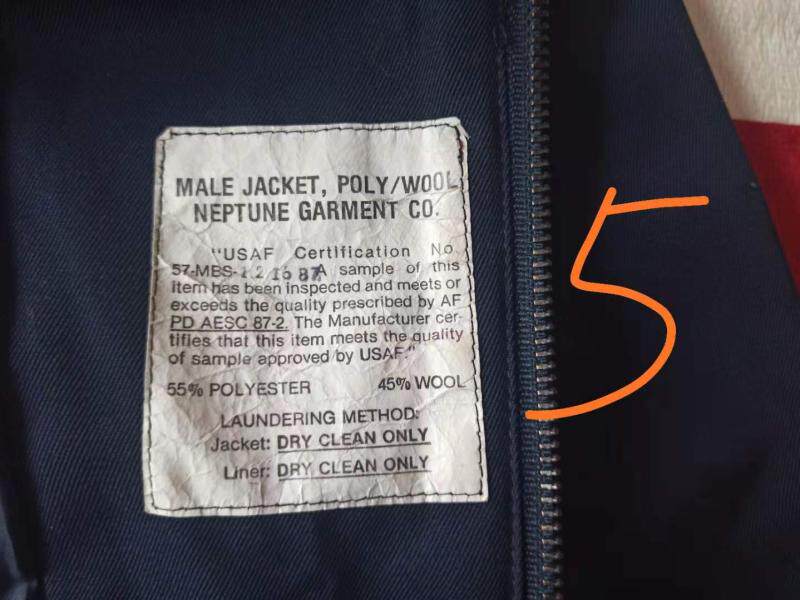 MALE JACKET, POLY/WOOL
NEPTUNE GARMENT CO.
"USAF Certification No.
57-MBS-12 16 87A sample of this
item has been inspected and meets or
exceeds the quality prescribed by AF
PD AESC 87-2. The Manufacturer cer-
tifies that this item meets the quality
of sample approved by USAF."
55% POLYESTER 45% WOOL
LAUNDERING METHOD:
Jacket: DRY CLEAN ONLY
Liner: DRY CLEAN ONLY
5